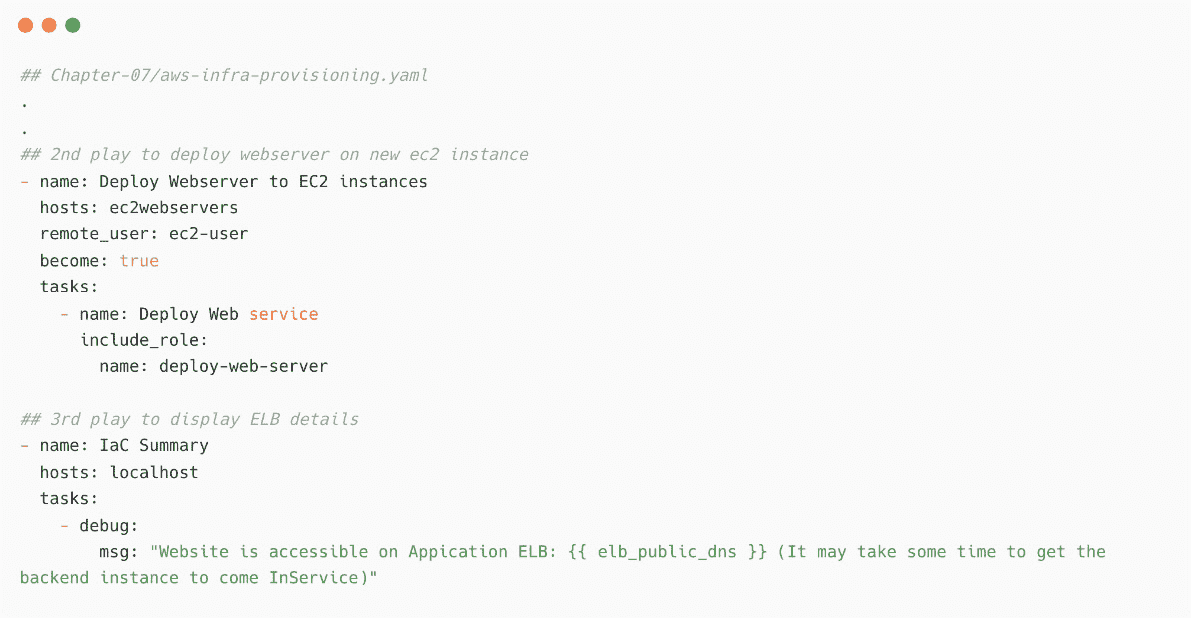 ## Chapter-07/aws-infra-provisioning.yaml
.
.
## 2nd play to deploy webserver on new ec2 instance
- name: Deploy Webserver to EC2 instances
  hosts: ec2webservers
  remote_user: ec2-user
  become: true
  tasks:
    - name: Deploy Web service
      include_role:
        name: deploy-web-server

## 3rd play to display ELB details
- name: IaC Summary
  hosts: localhost
  tasks:
    - debug:
        msg: "Website is accessible on Appication ELB: {{ elb_public_dns }} (It may take some time to get the
backend instance to come InService)"